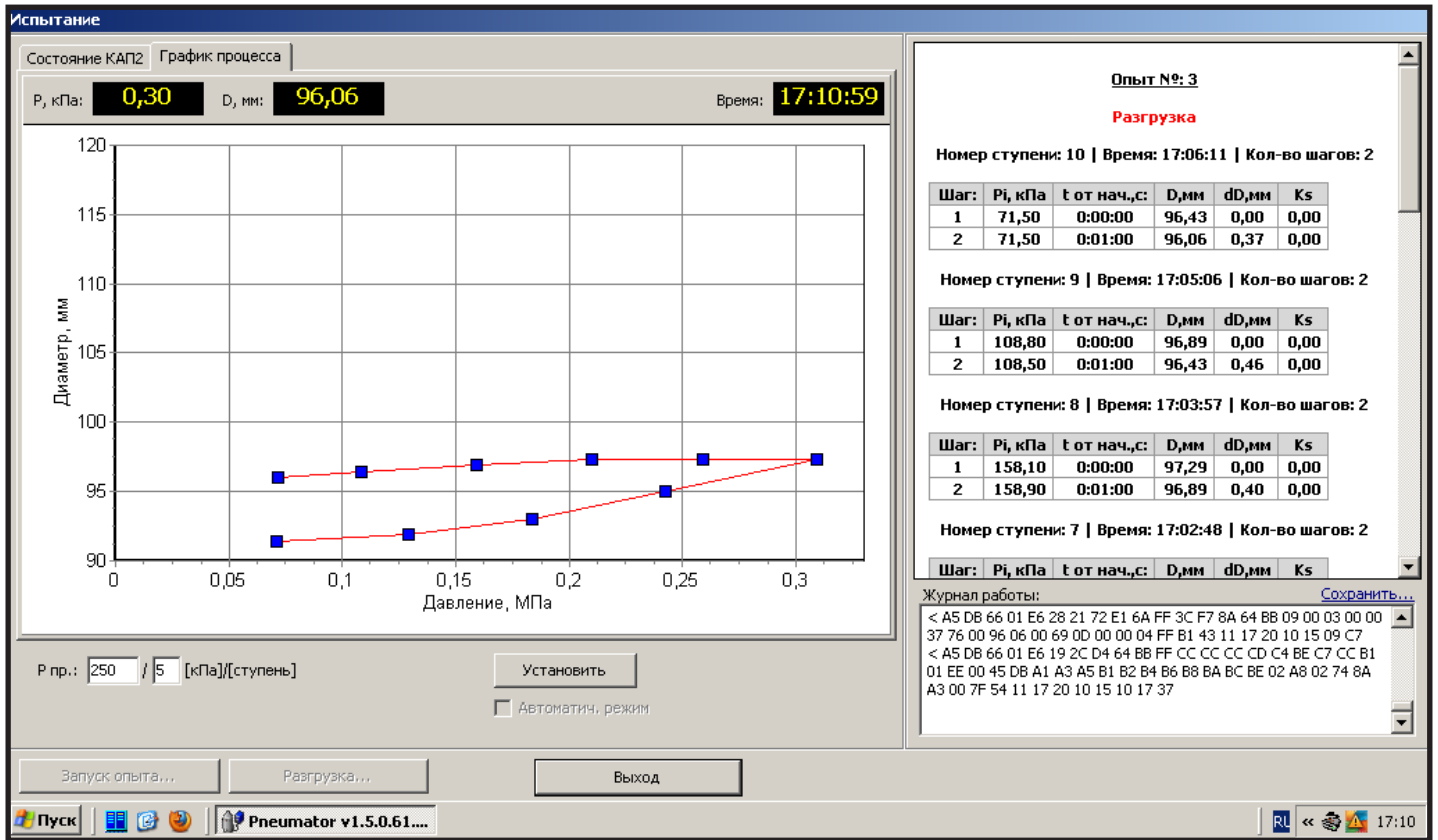 Испытание
Состояние КАП2 График процесса
P, кПа: 0,30 D, мм: 96,06 Время: 17:10:59
120
115
110
105
100
95
90
Диаметр, мм
0 0,05 0,1 0,15 0,2 0,25 0,3
Давление, МПа
P пр.: 250 / 5 [кПа]/[ступень] Установить
Автоматич. режим
Запуск опыта... Разгрузка... Выход
Опыт №: 3
Разгрузка
Номер ступени: 10 | Время: 17:06:11 | Кол-во шагов: 2
Шаг: Pi, кПа t от нач.,с: D,мм dD,мм Ks
1 71,50 0:00:00 96,43 0,00 0,00
2 71,50 0:01:00 96,06 0,37 0,00
Номер ступени: 9 | Время: 17:05:06 | Кол-во шагов: 2
Шаг: Pi, кПа t от нач.,с: D,мм dD,мм Ks
1 108,80 0:00:00 96,89 0,00 0,00
2 108,50 0:01:00 96,43 0,46 0,00
Номер ступени: 8 | Время: 17:03:57 | Кол-во шагов: 2
Шаг: Pi, кПа t от нач.,с: D,мм dD,мм Ks
1 158,10 0:00:00 97,29 0,00 0,00
2 158,90 0:01:00 96,89 0,40 0,00
Номер ступени: 7 | Время: 17:02:48 | Кол-во шагов: 2
Шаг: Pi, кПа t от нач.,с: D,мм dD,мм Ks
Журнал работы: Сохранить...
< A5 DB 66 01 E6 28 21 72 E1 6A FF 3C F7 8A 64 BB 09 00 03 00 00
37 76 00 96 06 00 69 0D 00 00 04 FF B1 43 11 17 20 10 15 09 C7
< A5 DB 66 01 E6 19 2C D4 64 BB FF CC CC CC CD C4 BE C7 CC B1
01 EE 00 45 DB A1 A3 A5 B1 B2 B4 B6 B8 BA BC BE 02 A8 02 74 8A
A3 00 7F 54 11 17 20 10 15 10 17 37
Пуск Pneumator v1.5.0.61.... RU « 17:10